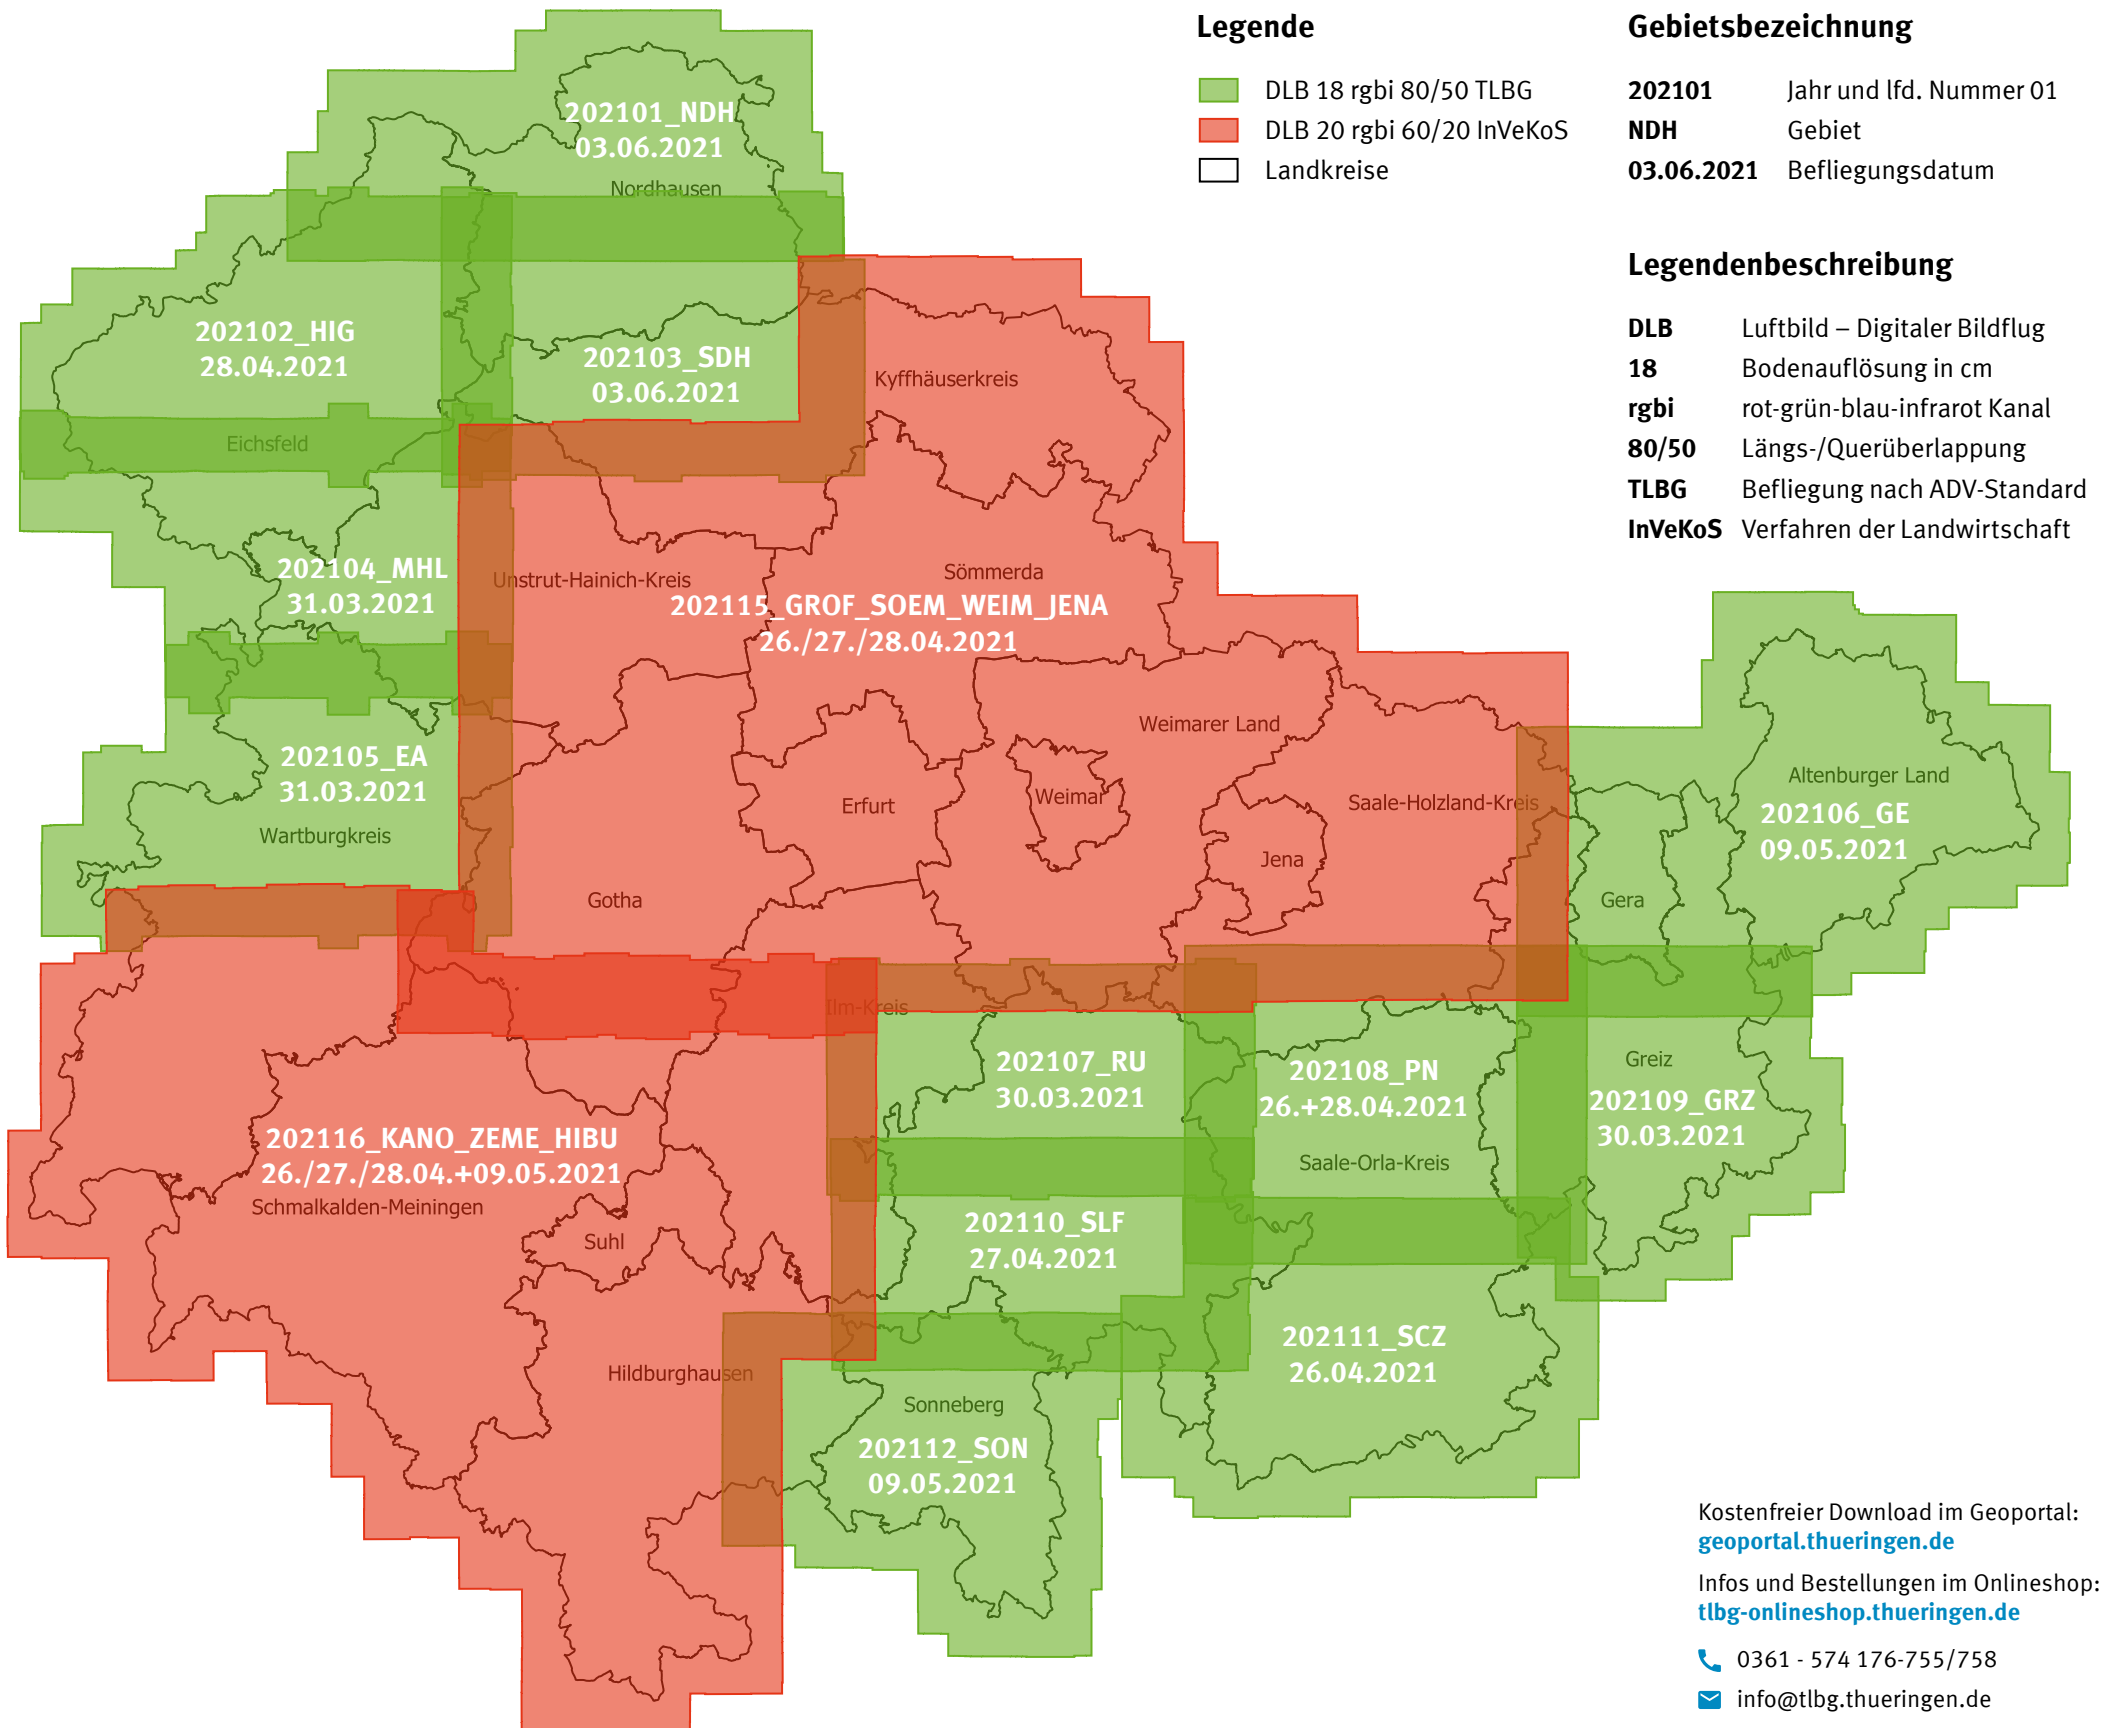 Legende
DLB 18 rgbi 80/50 TLBG
DLB 20 rgbi 60/20 InVeKoS
Landkreise
Gebietsbezeichnung
202101 Jahr und lfd. Nummer 01
NDH Gebiet
03.06.2021 Befliegungsdatum
Legendenbeschreibung
DLB Luftbild – Digitaler Bildflug
18 Bodenauflösung in cm
rgbi rot-grün-blau-infrarot Kanal
80/50 Längs-/Querüberlappung
TLBG Befliegung nach ADV-Standard
InVeKoS Verfahren der Landwirtschaft
202101_NDH
03.06.2021
Nordhausen
202102_HIG
28.04.2021
202103_SDH
03.06.2021
Kyffhäuserkreis
Eichsfeld
202104_MHL
31.03.2021
Unstrut-Hainich-Kreis
Sömmerda
202115_GROF_SOEM_WEIM_JENA
26./27./28.04.2021
Weimarer Land
202105_EA
31.03.2021
Wartburgkreis
Erfurt
Weimar
Saale-Holzland-Kreis
Altenburger Land
202106_GE
09.05.2021
Jena
Gotha
Gera
Ilm-Kreis
202107_RU
30.03.2021
202108_PN
26.+28.04.2021
Greiz
202109_GRZ
30.03.2021
202116_KANO_ZEME_HIBU
26./27./28.04.+09.05.2021
Schmalkalden-Meiningen
Saale-Orla-Kreis
Suhl
202110_SLF
27.04.2021
202111_SCZ
26.04.2021
Hildburghausen
Sonneberg
202112_SON
09.05.2021
Kostenfreier Download im Geoportal:
geoportal.thueringen.de
Infos und Bestellungen im Onlineshop:
tlbg-onlineshop.thueringen.de
0361 - 574 176-755/758
info@tlbg.thueringen.de